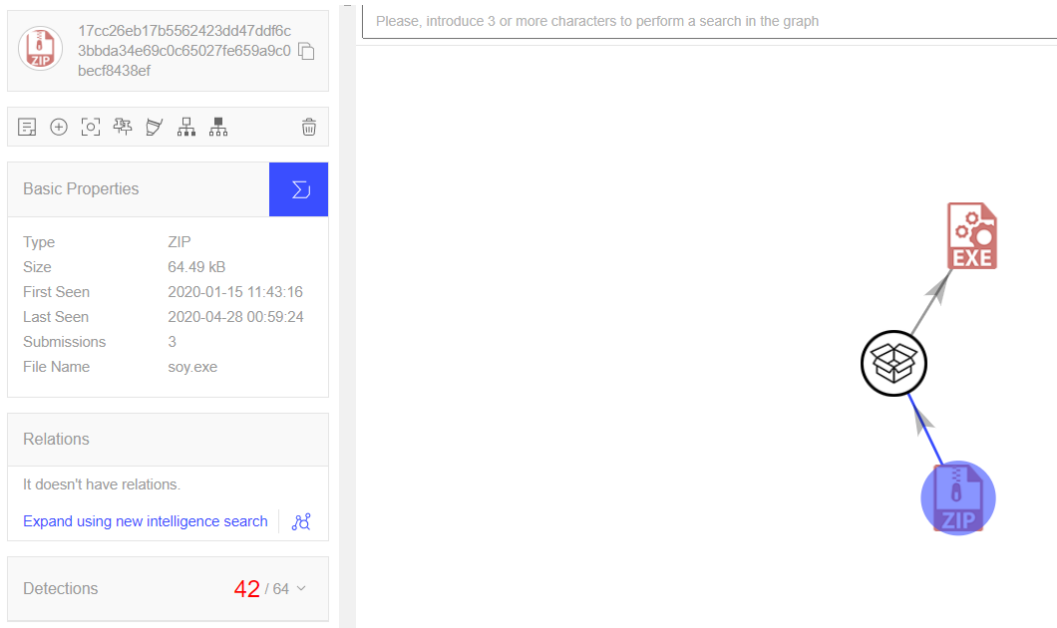 Please, introduce 3 or more characters to perform a search in the graph
17cc26eb17b5562423dd47ddf6c
3bbda34e69c0c65027fe659a9c0
becf8438ef
ZIP
Basic Properties
Type ZIP
Size 64.49 kB
First Seen 2020-01-15 11:43:16
Last Seen 2020-04-28 00:59:24
Submissions 3
File Name soy.exe
Relations
It doesn't have relations.
Expand using new intelligence search
Detections 42 / 64
EXE
ZIP